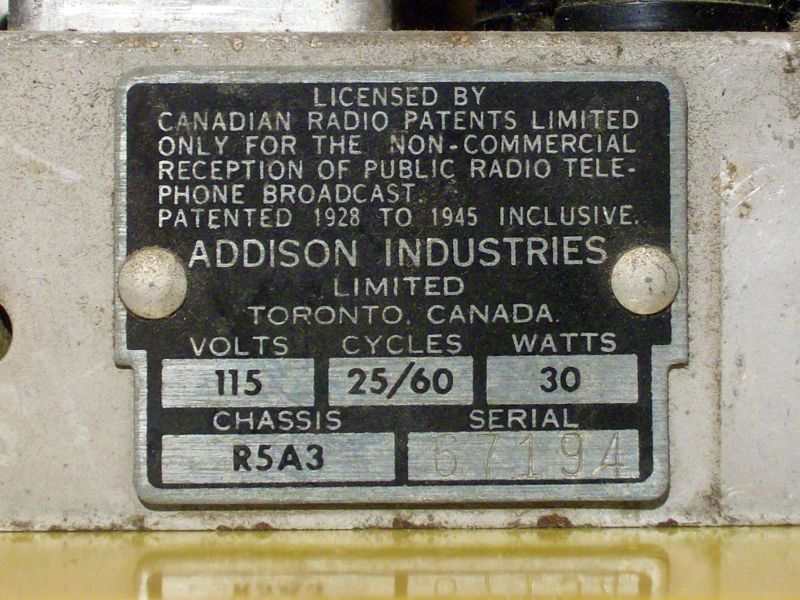 LICENSED BY
CANADIAN RADIO PATENTS LIMITED
ONLY FOR THE NON-COMMERCIAL
RECEPTION OF PUBLIC RADIO TELE-
PHONE BROADCAST.
PATENTED 1928 TO 1945 INCLUSIVE.
ADDISON INDUSTRIES
LIMITED
TORONTO, CANADA.
VOLTS CYCLES WATTS
115 25/60 30
CHASSIS SERIAL
R5A3 67194